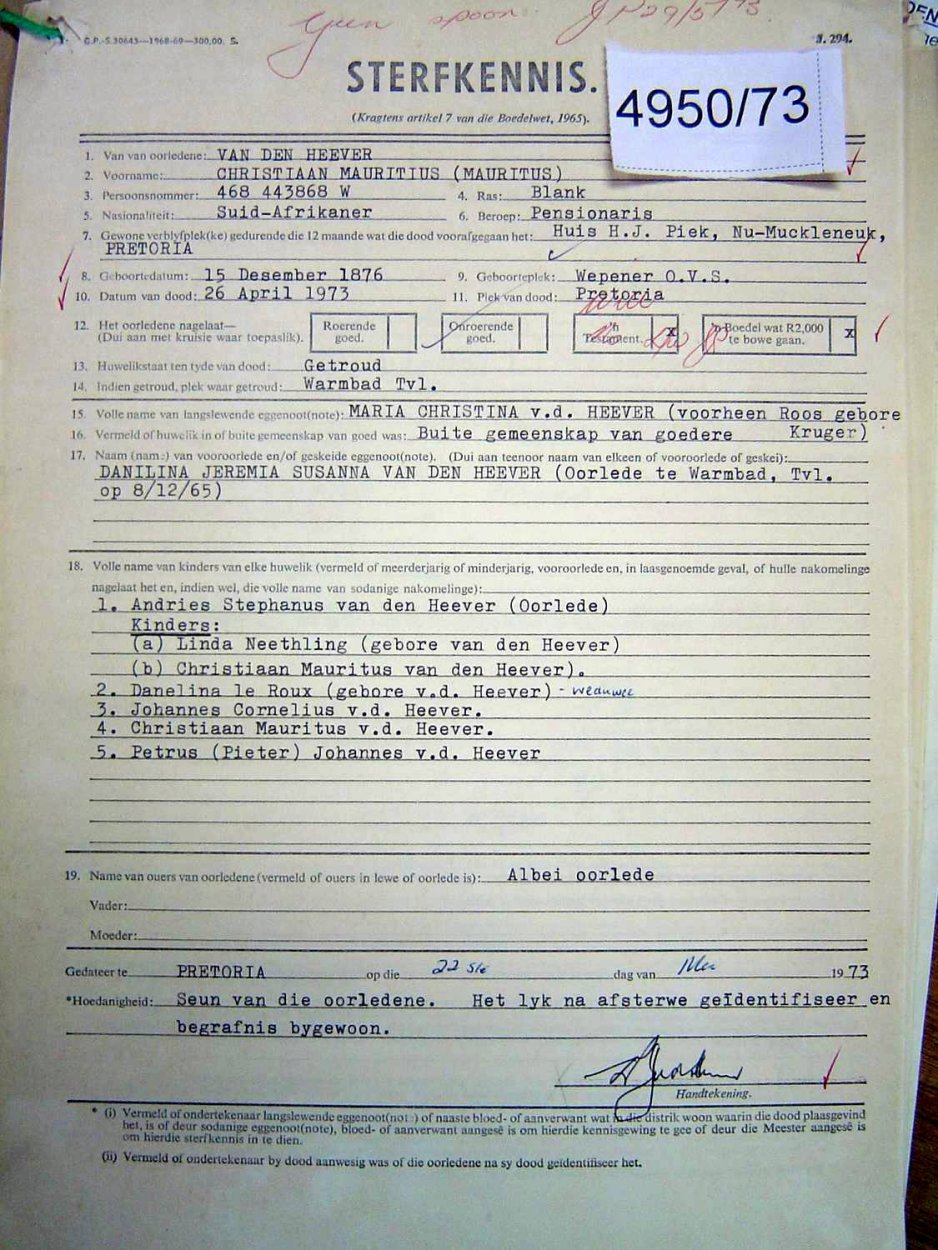 Geen spoor JP 29/5/73
G.P.-S.30643—1968-69—300,00. S.
J. 294.
STERFKENNIS.
4950/73
(Kragtens artikel 7 van die Boedelwet, 1965).
1. Van van oorledene: VAN DEN HEEVER
2. Voorname: CHRISTIAAN MAURITIUS (MAURITUS)
3. Persoonsnommer: 468 443868 W 4. Ras: Blank
5. Nasionaliteit: Suid-Afrikaner 6. Beroep: Pensionaris
7. Gewone verblyfplek(ke) gedurende die 12 maande wat die dood voorafgegaan het: Huis H.J. Piek, Nu-Muckleneuk,
PRETORIA
8. Geboortedatum: 15 Desember 1876 9. Geboorteplek: Wepener O.V.S.
10. Datum van dood: 26 April 1973 11. Plek van dood: Pretoria
12. Het oorledene nagelaat— Roerende Onroerende 'n 'n Boedel wat R2,000
(Dui aan met kruisie waar toepaslik). goed. goed. Testament. x te bowe gaan. x
13. Huwelikstaat ten tyde van dood: Getroud
14. Indien getroud, plek waar getroud: Warmbad Tvl.
15. Volle name van langslewende eggenoot(note): MARIA CHRISTINA v.d. HEEVER (voorheen Roos gebore
16. Vermeld of huwelik in of buite gemeenskap van goed was: Buite gemeenskap van goedere Kruger)
17. Naam (name) van vooroorlede en/of geskeide eggenoot(note). (Dui aan teenoor naam van elkeen of vooroorlede of geskei):
DANILINA JEREMIA SUSANNA VAN DEN HEEVER (Oorlede te Warmbad, Tvl.
op 8/12/65)
18. Volle name van kinders van elke huwelik (vermeld of meerderjarig of minderjarig, vooroorlede en, in laasgenoemde geval, of hulle nakomelinge
nagelaat het en, indien wel, die volle name van sodanige nakomelinge):
1. Andries Stephanus van den Heever (Oorlede)
Kinders:
(a) Linda Neethling (gebore van den Heever)
(b) Christiaan Mauritus van den Heever).
2. Danelina le Roux (gebore v.d. Heever) - weduwee
3. Johannes Cornelius v.d. Heever.
4. Christiaan Mauritus v.d. Heever.
5. Petrus (Pieter) Johannes v.d. Heever
19. Name van ouers van oorledene (vermeld of ouers in lewe of oorlede is): Albei oorlede
Vader:
Moeder:
Gedateer te PRETORIA op die 22 ste dag van Mei 1973
*Hoedanigheid: Seun van die oorledene. Het lyk na afsterwe geïdentifiseer en
begrafnis bygewoon.
Handtekening.
* (i) Vermeld of ondertekenaar langslewende eggenoot(note) of naaste bloed- of aanverwant wat in die distrik woon waarin die dood plaasgevind
het, is of deur sodanige eggenoot(note), bloed- of aanverwant aangesê is om hierdie kennisgewing te gee of deur die Meester aangesê is
om hierdie sterfkennis in te dien.
(ii) Vermeld of ondertekenaar by dood aanwesig was of die oorledene na sy dood geïdentifiseer het.